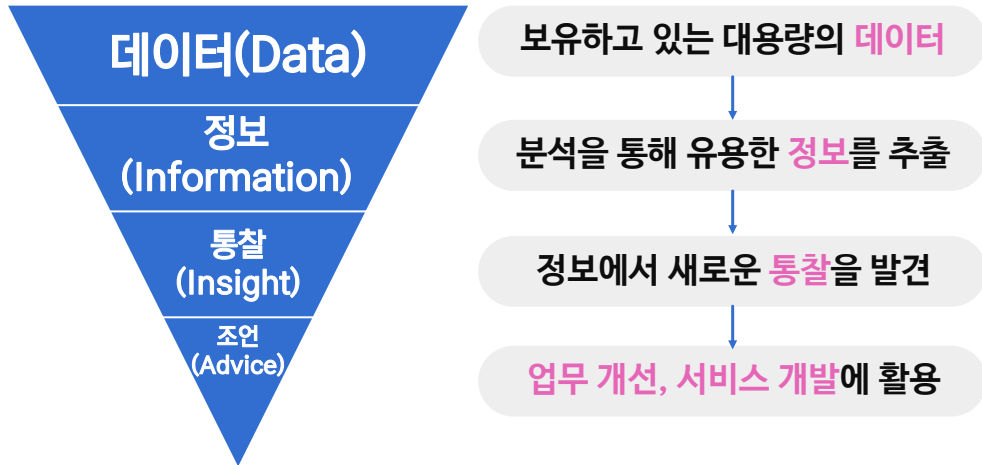 데이터(Data)
정보
(Information)
통찰
(Insight)
조언
(Advice)
보유하고 있는 대용량의 데이터
분석을 통해 유용한 정보를 추출
정보에서 새로운 통찰을 발견
업무 개선, 서비스 개발에 활용